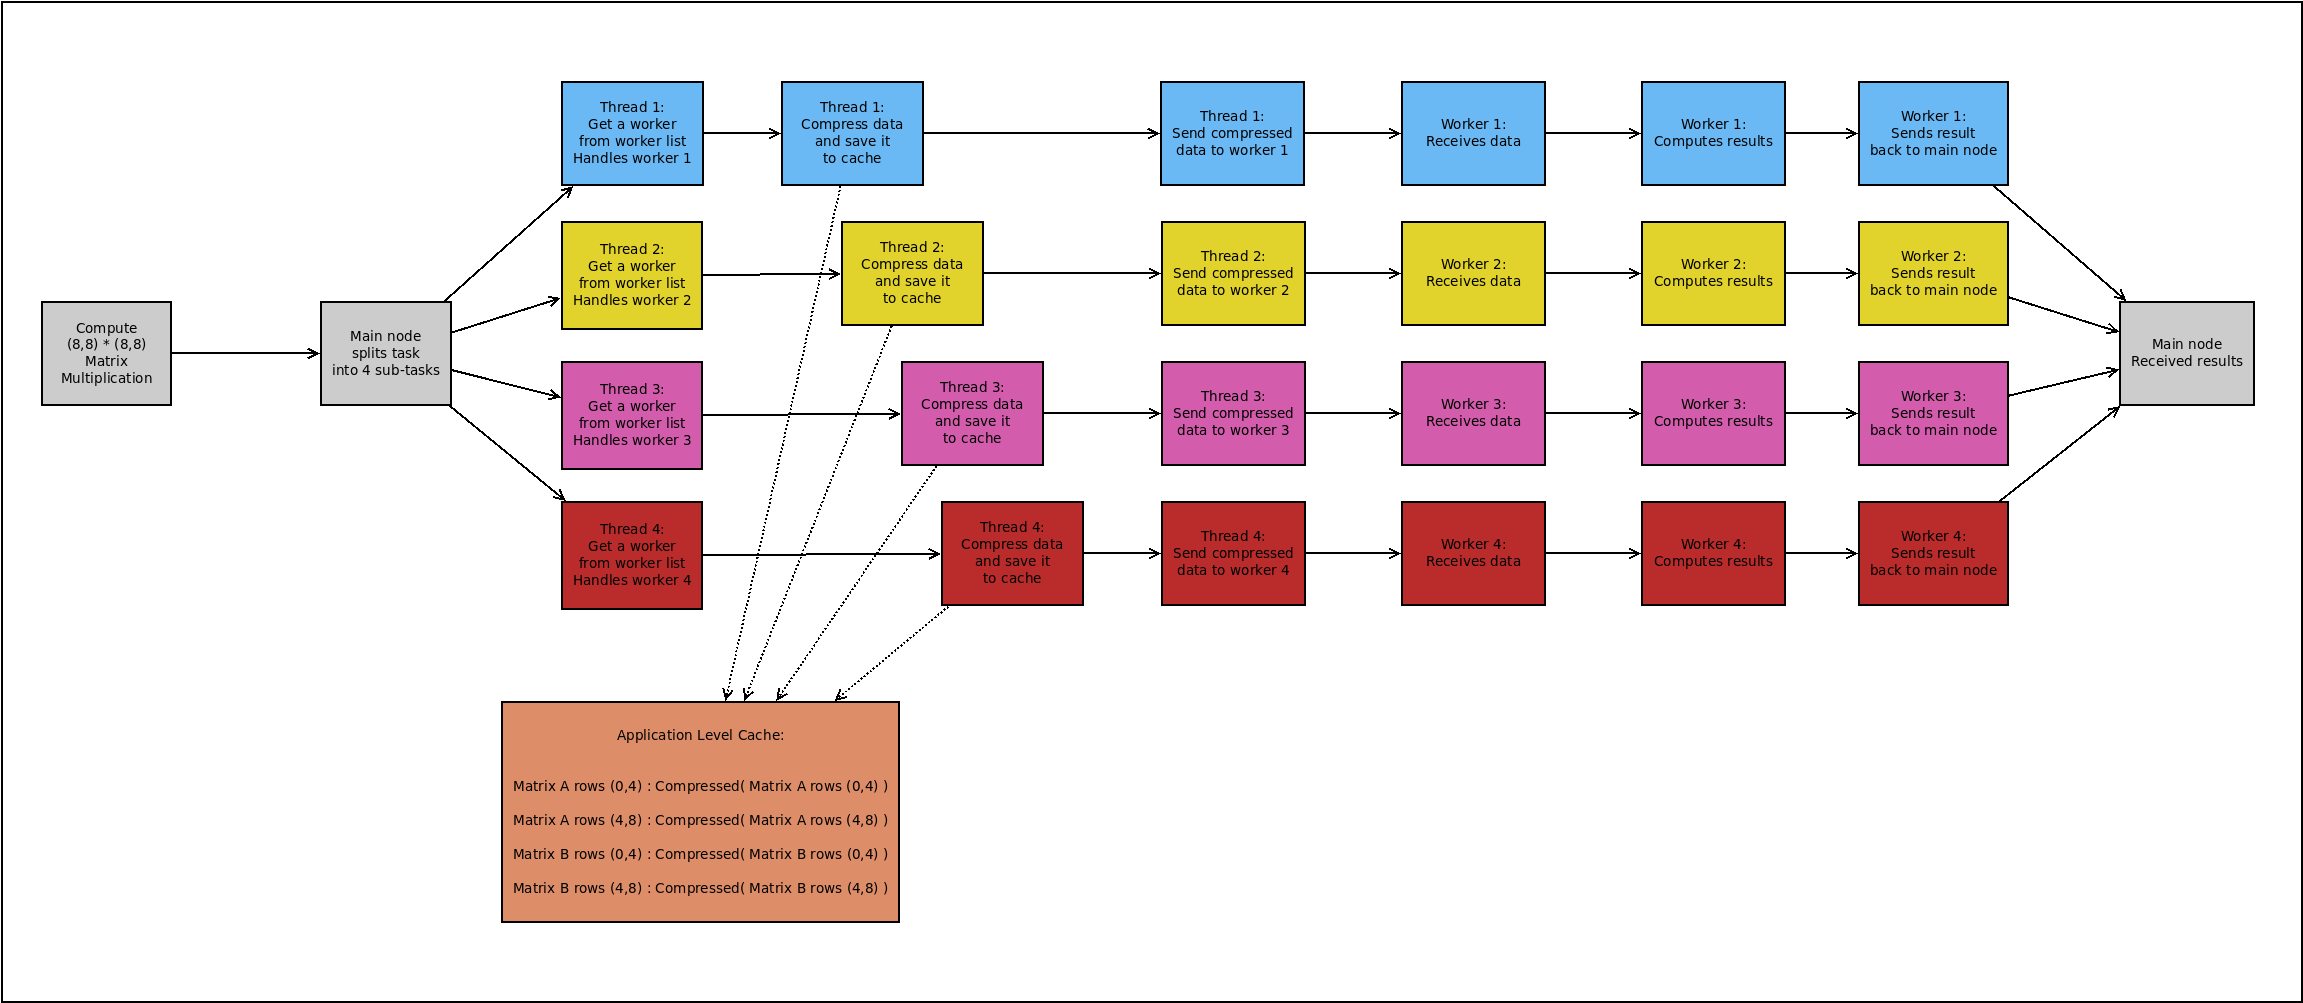 Compute
(8,8) * (8,8)
Matrix
Multiplication
Main node
splits task
into 4 sub-tasks
Thread 1:
Get a worker
from worker list
Handles worker 1
Thread 1:
Compress data
and save it
to cache
Thread 1:
Send compressed
data to worker 1
Worker 1:
Receives data
Worker 1:
Computes results
Worker 1:
Sends result
back to main node
Thread 2:
Get a worker
from worker list
Handles worker 2
Thread 2:
Compress data
and save it
to cache
Thread 2:
Send compressed
data to worker 2
Worker 2:
Receives data
Worker 2:
Computes results
Worker 2:
Sends result
back to main node
Thread 3:
Get a worker
from worker list
Handles worker 3
Thread 3:
Compress data
and save it
to cache
Thread 3:
Send compressed
data to worker 3
Worker 3:
Receives data
Worker 3:
Computes results
Worker 3:
Sends result
back to main node
Thread 4:
Get a worker
from worker list
Handles worker 4
Thread 4:
Compress data
and save it
to cache
Thread 4:
Send compressed
data to worker 4
Worker 4:
Receives data
Worker 4:
Computes results
Worker 4:
Sends result
back to main node
Main node
Received results
Application Level Cache:
Matrix A rows (0,4) : Compressed( Matrix A rows (0,4) )
Matrix A rows (4,8) : Compressed( Matrix A rows (4,8) )
Matrix B rows (0,4) : Compressed( Matrix B rows (0,4) )
Matrix B rows (4,8) : Compressed( Matrix B rows (4,8) )